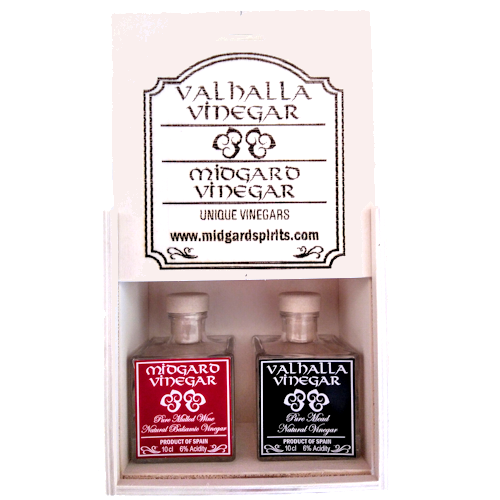 VALHALLA
VINEGAR
MIDGARD
VINEGAR
UNIQUE VINEGARS
www.midgardspirits.com
MIDGARD
VINEGAR
Pure Mulled Wine
Natural Balsamic Vinegar
PRODUCT OF SPAIN
10 cl 6% Acidity
VALHALLA
VINEGAR
Pure Mead
Natural Vinegar
PRODUCT OF SPAIN
10 cl 6% Acidity